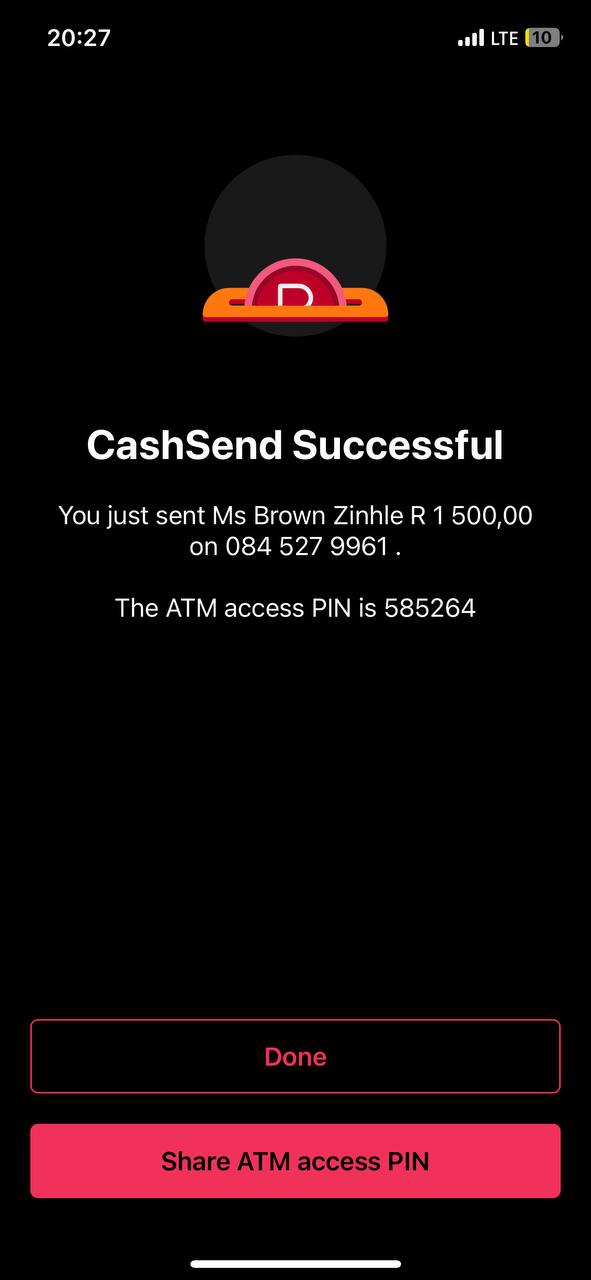 20:27
LTE 10
CashSend Successful
You just sent Ms Brown Zinhle R 1 500,00
on 084 527 9961 .
The ATM access PIN is 585264
Done
Share ATM access PIN